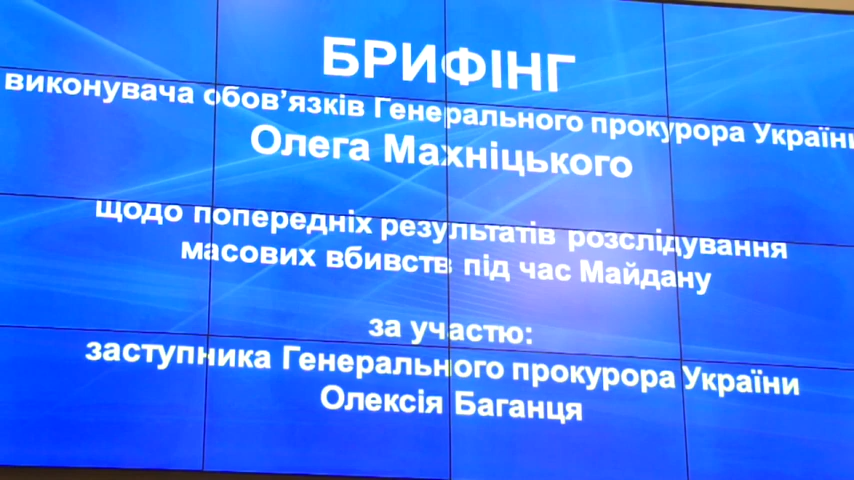 БРИФІНГ
виконувача обов'язків Генерального прокурора України
Олега Махніцького
щодо попередніх результатів розслідування
масових вбивств під час Майдану
за участю:
заступника Генерального прокурора України
Олексія Баганця